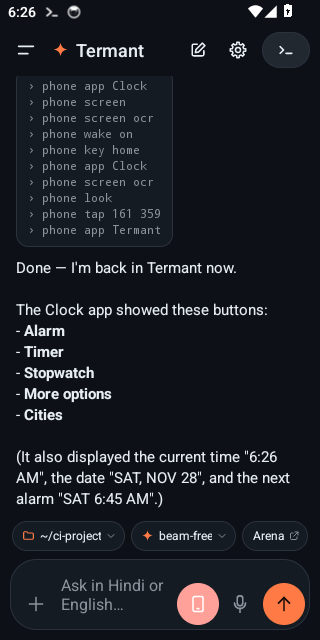 6:26
Termant
› phone app Clock
› phone screen
› phone screen ocr
› phone wake on
› phone key home
› phone app Clock
› phone screen ocr
› phone look
› phone tap 161 359
› phone app Termant
Done — I'm back in Termant now.
The Clock app showed these buttons:
- Alarm
- Timer
- Stopwatch
- More options
- Cities
(It also displayed the current time "6:26
AM", the date "SAT, NOV 28", and the next
alarm "SAT 6:45 AM".)
~/ci-project
beam-free
Arena
Ask in Hindi or
English…